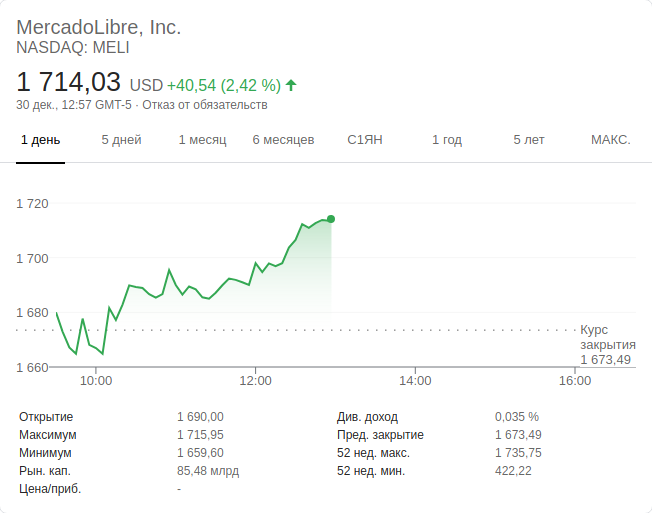 MercadoLibre, Inc.
NASDAQ: MELI
1 714,03 USD +40,54 (2,42 %)
30 дек., 12:57 GMT-5 · Отказ от обязательств
1 день 5 дней 1 месяц 6 месяцев С1ЯН 1 год 5 лет МАКС.
1 720
1 700
1 680
1 660
Курс
закрытия
1 673,49
10:00 12:00 14:00 16:00
Открытие 1 690,00 Див. доход 0,035 %
Максимум 1 715,95 Пред. закрытие 1 673,49
Минимум 1 659,60 52 нед. макс. 1 735,75
Рын. кап. 85,48 млрд 52 нед. мин. 422,22
Цена/приб. -